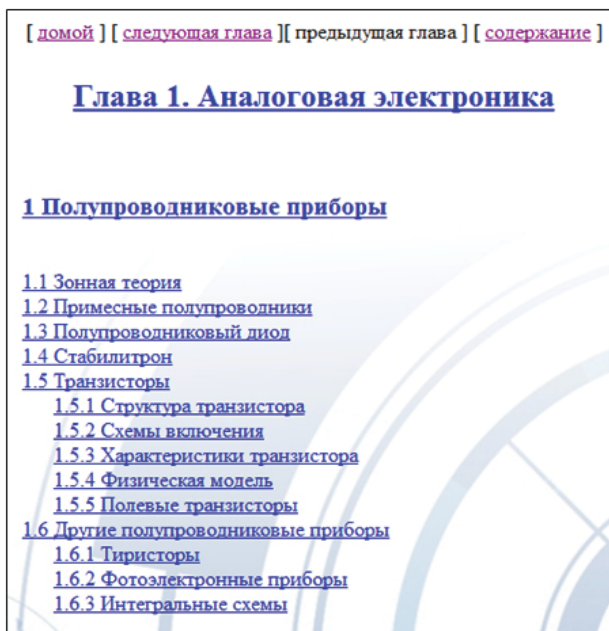 [ домой ] [ следующая глава ][ предыдущая глава ] [ содержание ]
Глава 1. Аналоговая электроника
1 Полупроводниковые приборы
1.1 Зонная теория
1.2 Примесные полупроводники
1.3 Полупроводниковый диод
1.4 Стабилитрон
1.5 Транзисторы
1.5.1 Структура транзистора
1.5.2 Схемы включения
1.5.3 Характеристики транзистора
1.5.4 Физическая модель
1.5.5 Полевые транзисторы
1.6 Другие полупроводниковые приборы
1.6.1 Тиристоры
1.6.2 Фотоэлектронные приборы
1.6.3 Интегральные схемы